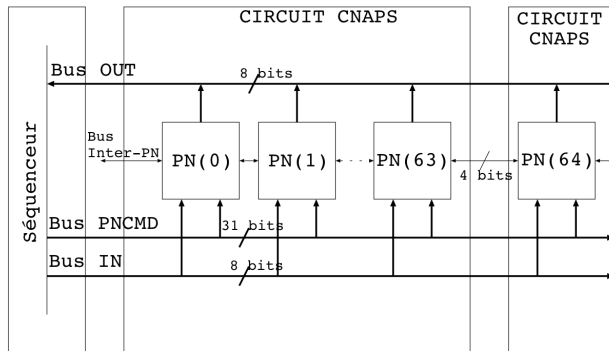 CIRCUIT CNAPS
CIRCUIT
CNAPS
Bus OUT
8 bits
Séquenceur
Bus
Inter-PN
PN(0)
PN(1)
PN(63)
4 bits
PN(64)
Bus PNCMD
31 bits
Bus IN
8 bits